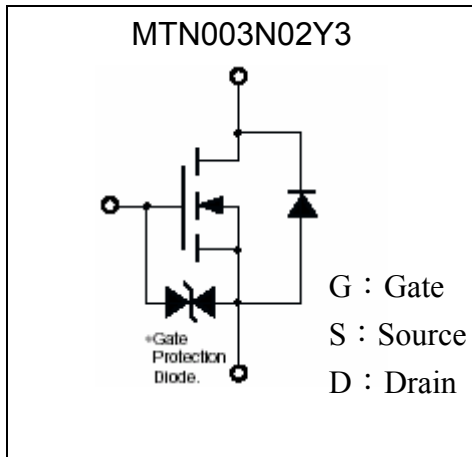 MTN003N02Y3
G：Gate
S：Source
D：Drain
*Gate
Protection
Diode.